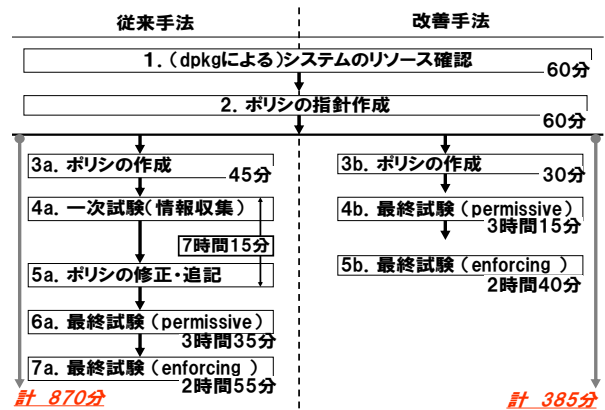 従来手法
改善手法
1.（dpkgによる）システムのリソース確認
60分
2. ポリシの指針作成
60分
3a. ポリシの作成
45分
4a. 一次試験（情報収集）
7時間15分
5a. ポリシの修正・追記
6a. 最終試験（permissive）
3時間35分
7a. 最終試験（enforcing ）
2時間55分
計 870分
3b. ポリシの作成
30分
4b. 最終試験（permissive）
3時間15分
5b. 最終試験（enforcing ）
2時間40分
計 385分